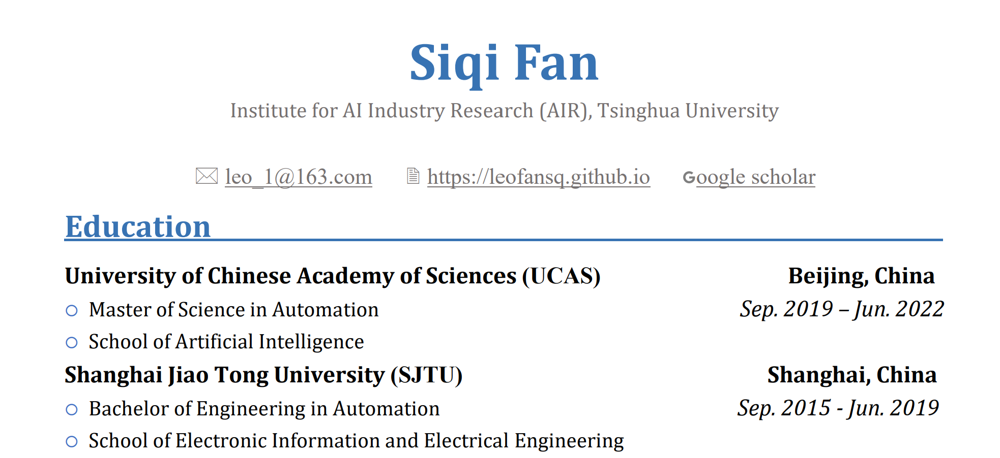 Siqi Fan
Institute for AI Industry Research (AIR), Tsinghua University
leo_1@163.com https://leofansq.github.io Google scholar
Education
University of Chinese Academy of Sciences (UCAS) Beijing, China
○ Master of Science in Automation Sep. 2019 – Jun. 2022
○ School of Artificial Intelligence
Shanghai Jiao Tong University (SJTU) Shanghai, China
○ Bachelor of Engineering in Automation Sep. 2015 - Jun. 2019
○ School of Electronic Information and Electrical Engineering